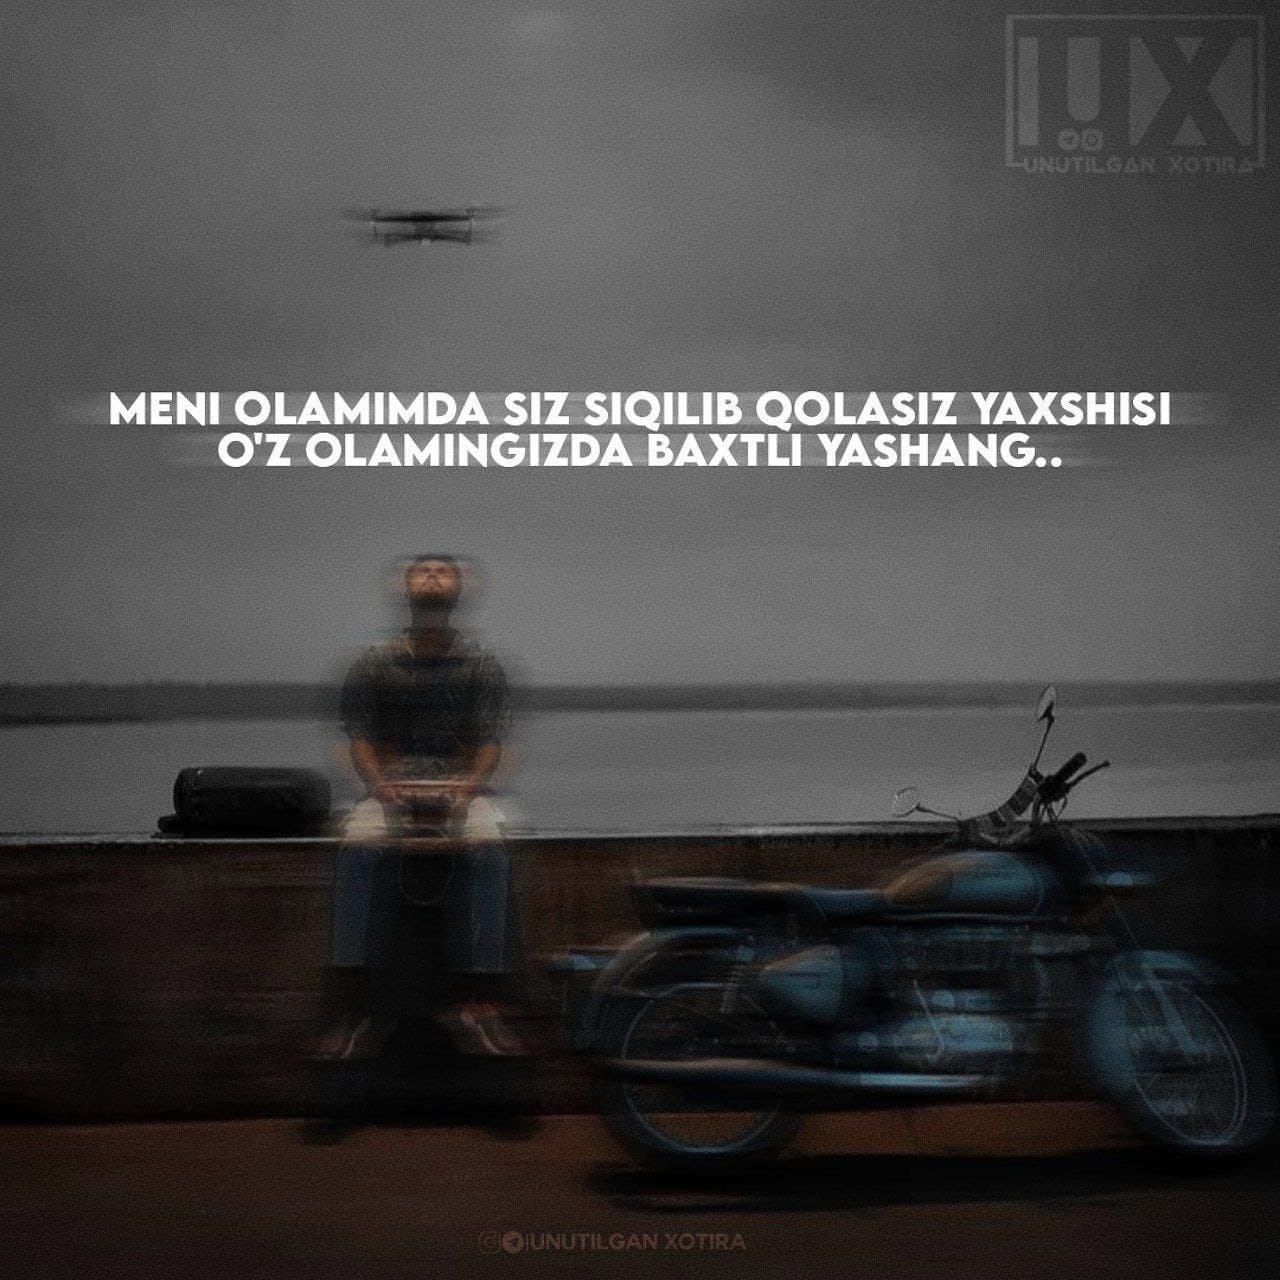 UX
UNUTILGAN XOTIRA
MENI OLAMIMDA SIZ SIQILIB QOLASIZ YAXSHISI
O'Z OLAMINGIZDA BAXTLI YASHANG..
UNUTILGAN XOTIRA